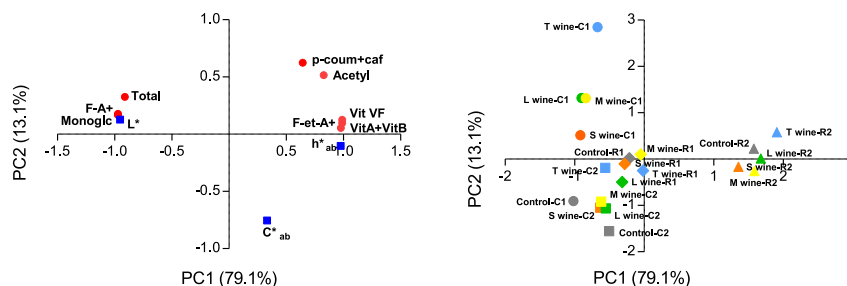 1.0
p-coum+caf
0.5
Acetyl
Total
F-A+
Monoglc
L*
Vit VF
F-et-A+
VitA+VitB
h*ab
-1.5
-1.0
-0.5
0.0
0.5
1.0
1.5
-0.5
C*ab
-1.0
PC2 (13.1%)
PC1 (79.1%)
3
T wine-C1
2
L wine-C1
M wine-C1
1
S wine-C1
T wine-R2
M wine-R1
Control-R2
Control-R1
L wine-R2
-2
-1
0
1
2
S wine-R1
S wine-R2
T wine-C2
T wine-R1
M wine-R2
L wine-R1
M wine-C2
Control-C1
-1
S wine-C2
L wine-C2
Control-C2
-2
PC2 (13.1%)
PC1 (79.1%)